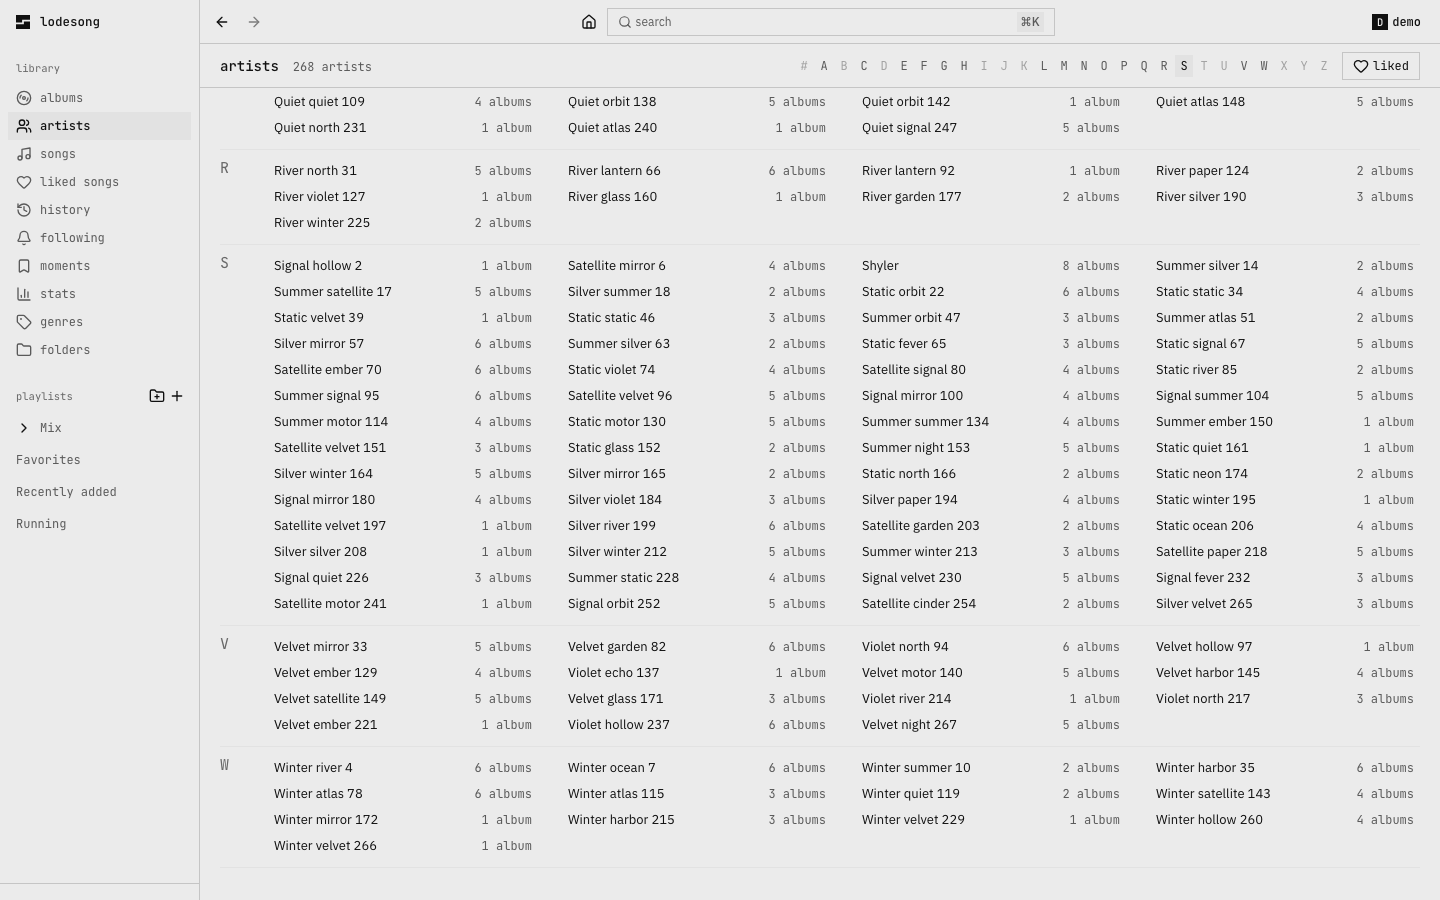 lodesong
search ⌘K
D demo
library
albums
artists
songs
liked songs
history
following
moments
stats
genres
folders
playlists
Mix
Favorites
Recently added
Running
artists 268 artists # A B C D E F G H I J K L M N O P Q R S T U V W X Y Z liked
Quiet quiet 109 4 albums Quiet orbit 138 5 albums Quiet orbit 142 1 album Quiet atlas 148 5 albums
Quiet north 231 1 album Quiet atlas 240 1 album Quiet signal 247 5 albums
R River north 31 5 albums River lantern 66 6 albums River lantern 92 1 album River paper 124 2 albums
River violet 127 1 album River glass 160 1 album River garden 177 2 albums River silver 190 3 albums
River winter 225 2 albums
S Signal hollow 2 1 album Satellite mirror 6 4 albums Shyler 8 albums Summer silver 14 2 albums
Summer satellite 17 5 albums Silver summer 18 2 albums Static orbit 22 6 albums Static static 34 4 albums
Static velvet 39 1 album Static static 46 3 albums Summer orbit 47 3 albums Summer atlas 51 2 albums
Silver mirror 57 6 albums Summer silver 63 2 albums Static fever 65 3 albums Static signal 67 5 albums
Satellite ember 70 6 albums Static violet 74 4 albums Satellite signal 80 4 albums Static river 85 2 albums
Summer signal 95 6 albums Satellite velvet 96 5 albums Signal mirror 100 4 albums Signal summer 104 5 albums
Summer motor 114 4 albums Static motor 130 5 albums Summer summer 134 4 albums Summer ember 150 1 album
Satellite velvet 151 3 albums Static glass 152 2 albums Summer night 153 5 albums Static quiet 161 1 album
Silver winter 164 5 albums Silver mirror 165 2 albums Static north 166 2 albums Static neon 174 2 albums
Signal mirror 180 4 albums Silver violet 184 3 albums Silver paper 194 4 albums Static winter 195 1 album
Satellite velvet 197 1 album Silver river 199 6 albums Satellite garden 203 2 albums Static ocean 206 4 albums
Silver silver 208 1 album Silver winter 212 5 albums Summer winter 213 3 albums Satellite paper 218 5 albums
Signal quiet 226 3 albums Summer static 228 4 albums Signal velvet 230 5 albums Signal fever 232 3 albums
Satellite motor 241 1 album Signal orbit 252 5 albums Satellite cinder 254 2 albums Silver velvet 265 3 albums
V Velvet mirror 33 5 albums Velvet garden 82 6 albums Violet north 94 6 albums Velvet hollow 97 1 album
Velvet ember 129 4 albums Violet echo 137 1 album Velvet motor 140 5 albums Velvet harbor 145 4 albums
Velvet satellite 149 5 albums Velvet glass 171 3 albums Violet river 214 1 album Violet north 217 3 albums
Velvet ember 221 1 album Violet hollow 237 6 albums Velvet night 267 5 albums
W Winter river 4 6 albums Winter ocean 7 6 albums Winter summer 10 2 albums Winter harbor 35 6 albums
Winter atlas 78 6 albums Winter atlas 115 3 albums Winter quiet 119 2 albums Winter satellite 143 4 albums
Winter mirror 172 1 album Winter harbor 215 3 albums Winter velvet 229 1 album Winter hollow 260 4 albums
Winter velvet 266 1 album